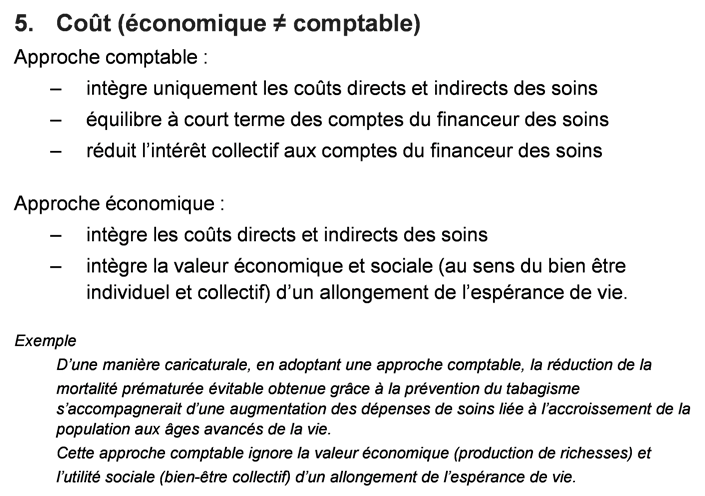 5. Coût (économique ≠ comptable)
Approche comptable :
– intègre uniquement les coûts directs et indirects des soins
– équilibre à court terme des comptes du financeur des soins
– réduit l’intérêt collectif aux comptes du financeur des soins
Approche économique :
– intègre les coûts directs et indirects des soins
– intègre la valeur économique et sociale (au sens du bien être
individuel et collectif) d’un allongement de l’espérance de vie.
Exemple
D’une manière caricaturale, en adoptant une approche comptable, la réduction de la
mortalité prématurée évitable obtenue grâce à la prévention du tabagisme
s’accompagnerait d’une augmentation des dépenses de soins liée à l’accroissement de la
population aux âges avancés de la vie.
Cette approche comptable ignore la valeur économique (production de richesses) et
l’utilité sociale (bien-être collectif) d’un allongement de l’espérance de vie.